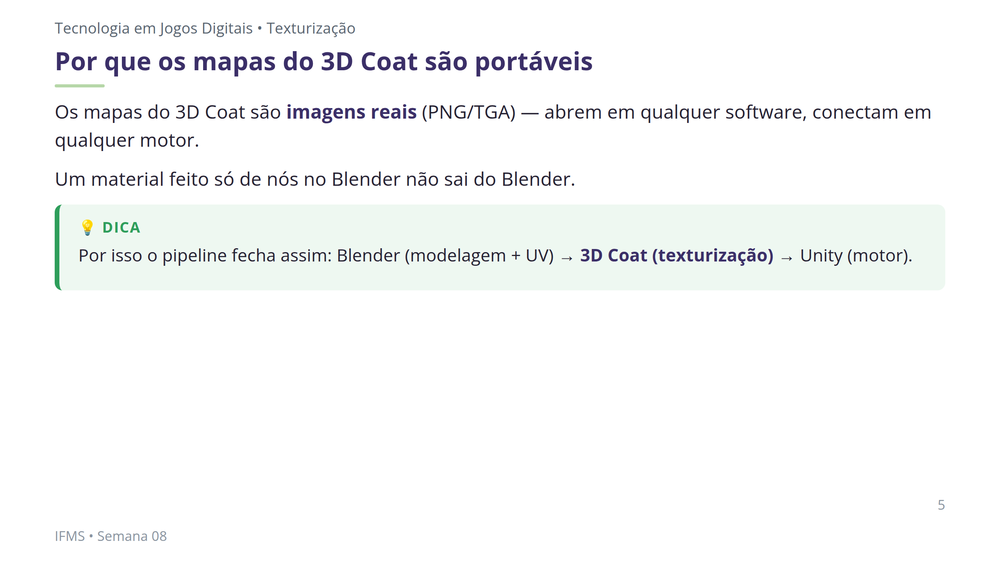 Tecnologia em Jogos Digitais • Texturização
Por que os mapas do 3D Coat são portáveis
Os mapas do 3D Coat são imagens reais (PNG/TGA) — abrem em qualquer software, conectam em
qualquer motor.
Um material feito só de nós no Blender não sai do Blender.
💡 DICA
Por isso o pipeline fecha assim: Blender (modelagem + UV) → 3D Coat (texturização) → Unity (motor).
5
IFMS • Semana 08